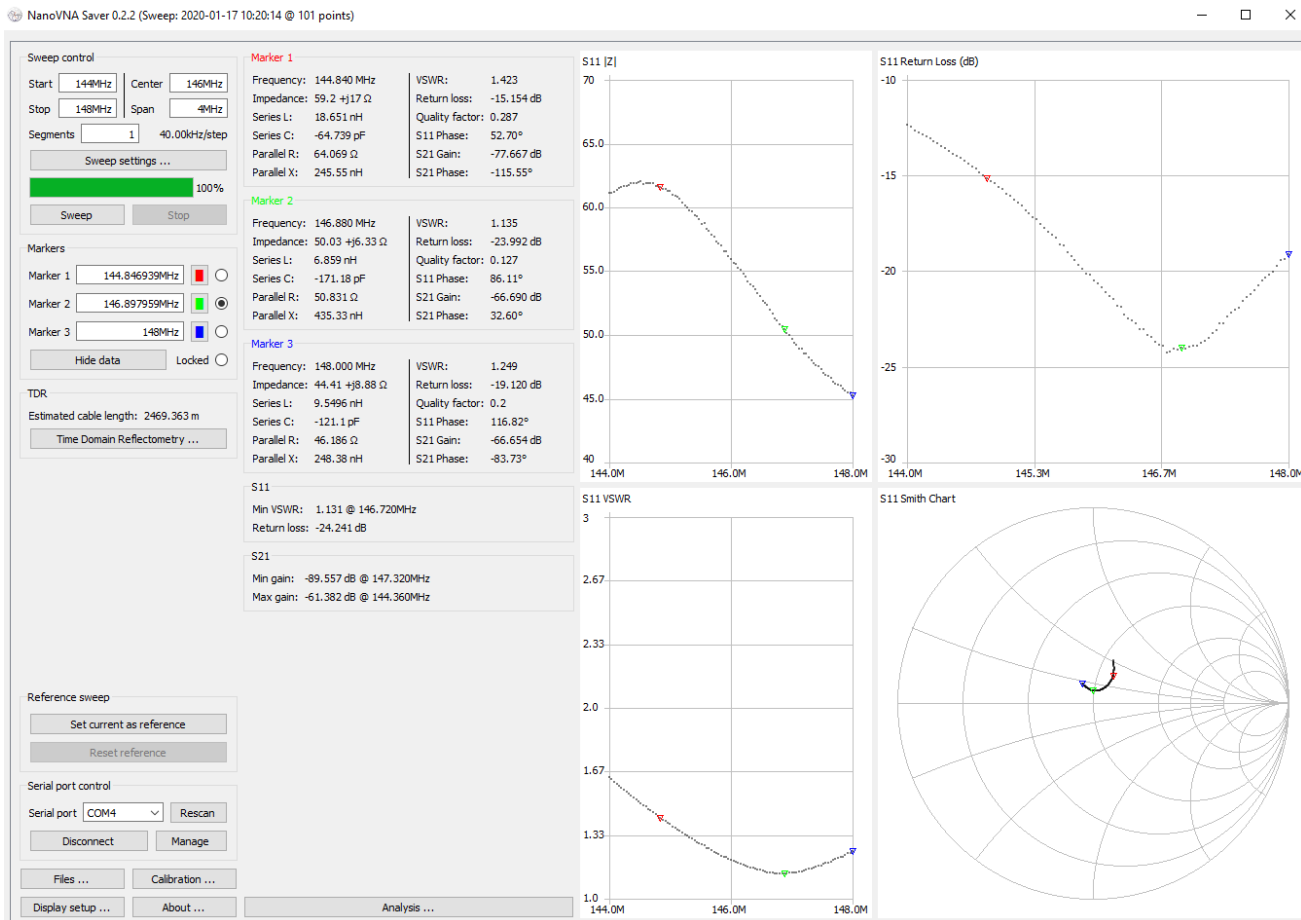 NanoVNA Saver 0.2.2 (Sweep: 2020-01-17 10:20:14 @ 101 points)
Sweep control
Start 144MHz Center 146MHz
Stop 148MHz Span 4MHz
Segments 1 40.00kHz/step
Sweep settings ...
100%
Sweep Stop
Markers
Marker 1 144.846939MHz
Marker 2 146.897959MHz
Marker 3 148MHz
Hide data Locked
TDR
Estimated cable length: 2469.363 m
Time Domain Reflectometry ...
Reference sweep
Set current as reference
Reset reference
Serial port control
Serial port COM4 Rescan
Disconnect Manage
Files ... Calibration ...
Display setup ... About ...
Marker 1
Frequency: 144.840 MHz VSWR: 1.423
Impedance: 59.2 +j17 Ω Return loss: -15.154 dB
Series L: 18.651 nH Quality factor: 0.287
Series C: -64.739 pF S11 Phase: 52.70°
Parallel R: 64.069 Ω S21 Gain: -77.667 dB
Parallel X: 245.55 nH S21 Phase: -115.55°
Marker 2
Frequency: 146.880 MHz VSWR: 1.135
Impedance: 50.03 +j6.33 Ω Return loss: -23.992 dB
Series L: 6.859 nH Quality factor: 0.127
Series C: -171.18 pF S11 Phase: 86.11°
Parallel R: 50.831 Ω S21 Gain: -66.690 dB
Parallel X: 435.33 nH S21 Phase: 32.60°
Marker 3
Frequency: 148.000 MHz VSWR: 1.249
Impedance: 44.41 +j8.88 Ω Return loss: -19.120 dB
Series L: 9.5496 nH Quality factor: 0.2
Series C: -121.1 pF S11 Phase: 116.82°
Parallel R: 46.186 Ω S21 Gain: -66.654 dB
Parallel X: 248.38 nH S21 Phase: -83.73°
S11
Min VSWR: 1.131 @ 146.720MHz
Return loss: -24.241 dB
S21
Min gain: -89.557 dB @ 147.320MHz
Max gain: -61.382 dB @ 144.360MHz
Analysis ...
S11 |Z|
70
65.0
60.0
55.0
50.0
45.0
40
144.0M 146.0M 148.0M
S11 Return Loss (dB)
-10
-15
-20
-25
-30
144.0M 145.3M 146.7M 148.0M
S11 VSWR
3
2.67
2.33
2.0
1.67
1.33
1.0
144.0M 146.0M 148.0M
S11 Smith Chart